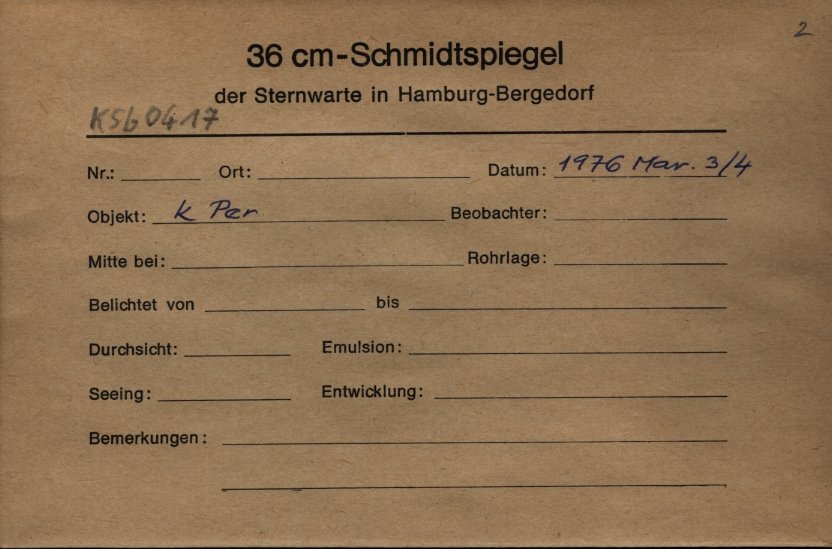 2
36 cm-Schmidtspiegel
der Sternwarte in Hamburg-Bergedorf
KSb0417
Nr.: Ort: Datum: 1976 Mar. 3/4
Objekt: K Per Beobachter:
Mitte bei: Rohrlage:
Belichtet von bis
Durchsicht: Emulsion:
Seeing: Entwicklung:
Bemerkungen: